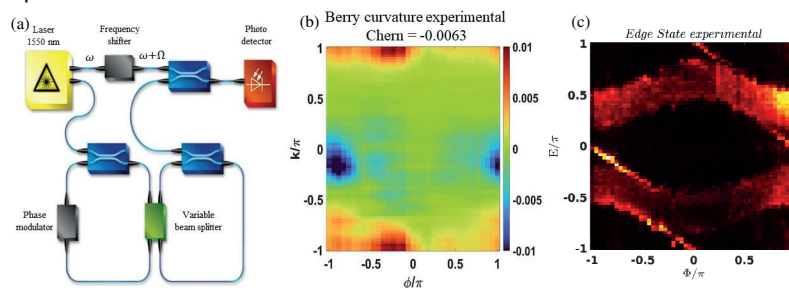 (a)
Laser
1550 nm
Frequency
shifter
Photo
detector
ω
ω+Ω
Phase
modulator
Variable
beam splitter
(b)
Berry curvature experimental
Chern = -0.0063
k/π
1
0.5
0
-0.5
-1
-1
-0.5
0
0.5
1
ϕ/π
0.01
0.005
0
-0.005
-0.01
(c)
Edge State experimental
E/π
1
0.5
0
-0.5
-1
-1
-0.5
0
0.5
Φ/π